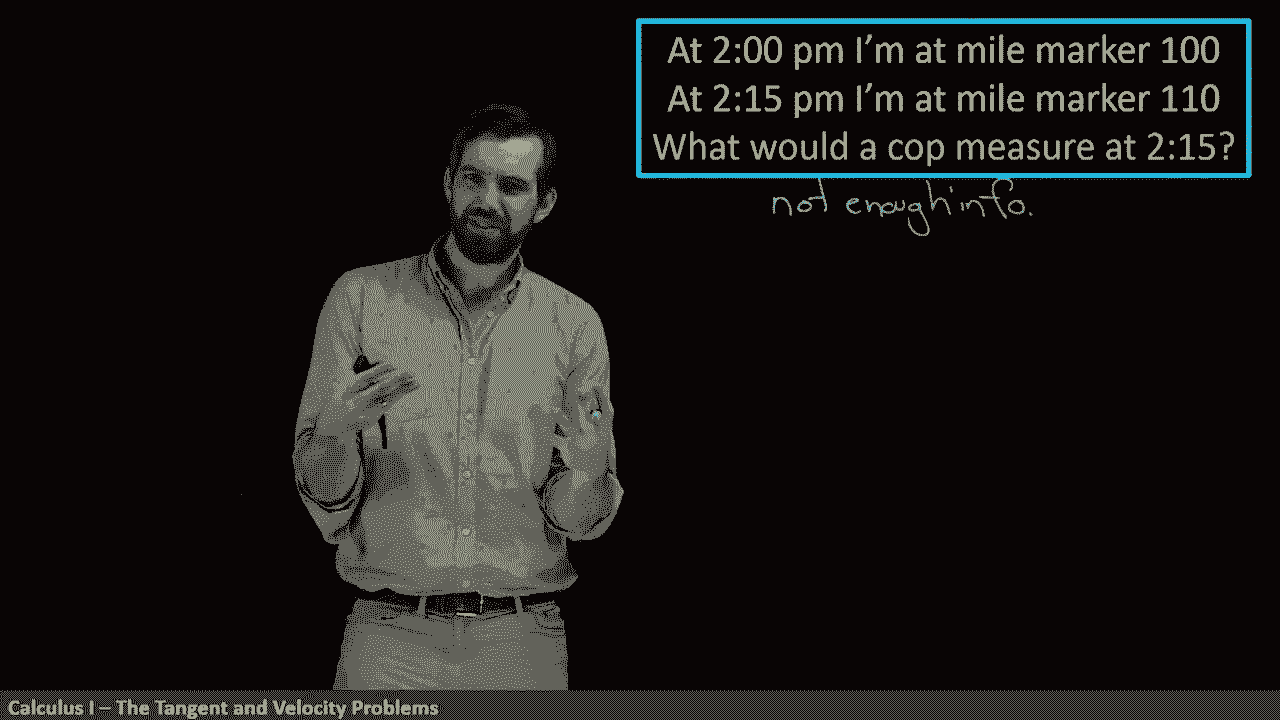 At 2:00 pm I’m at mile marker 100
At 2:15 pm I’m at mile marker 110
What would a cop measure at 2:15?
not enough info.
Calculus I – The Tangent and Velocity Problems